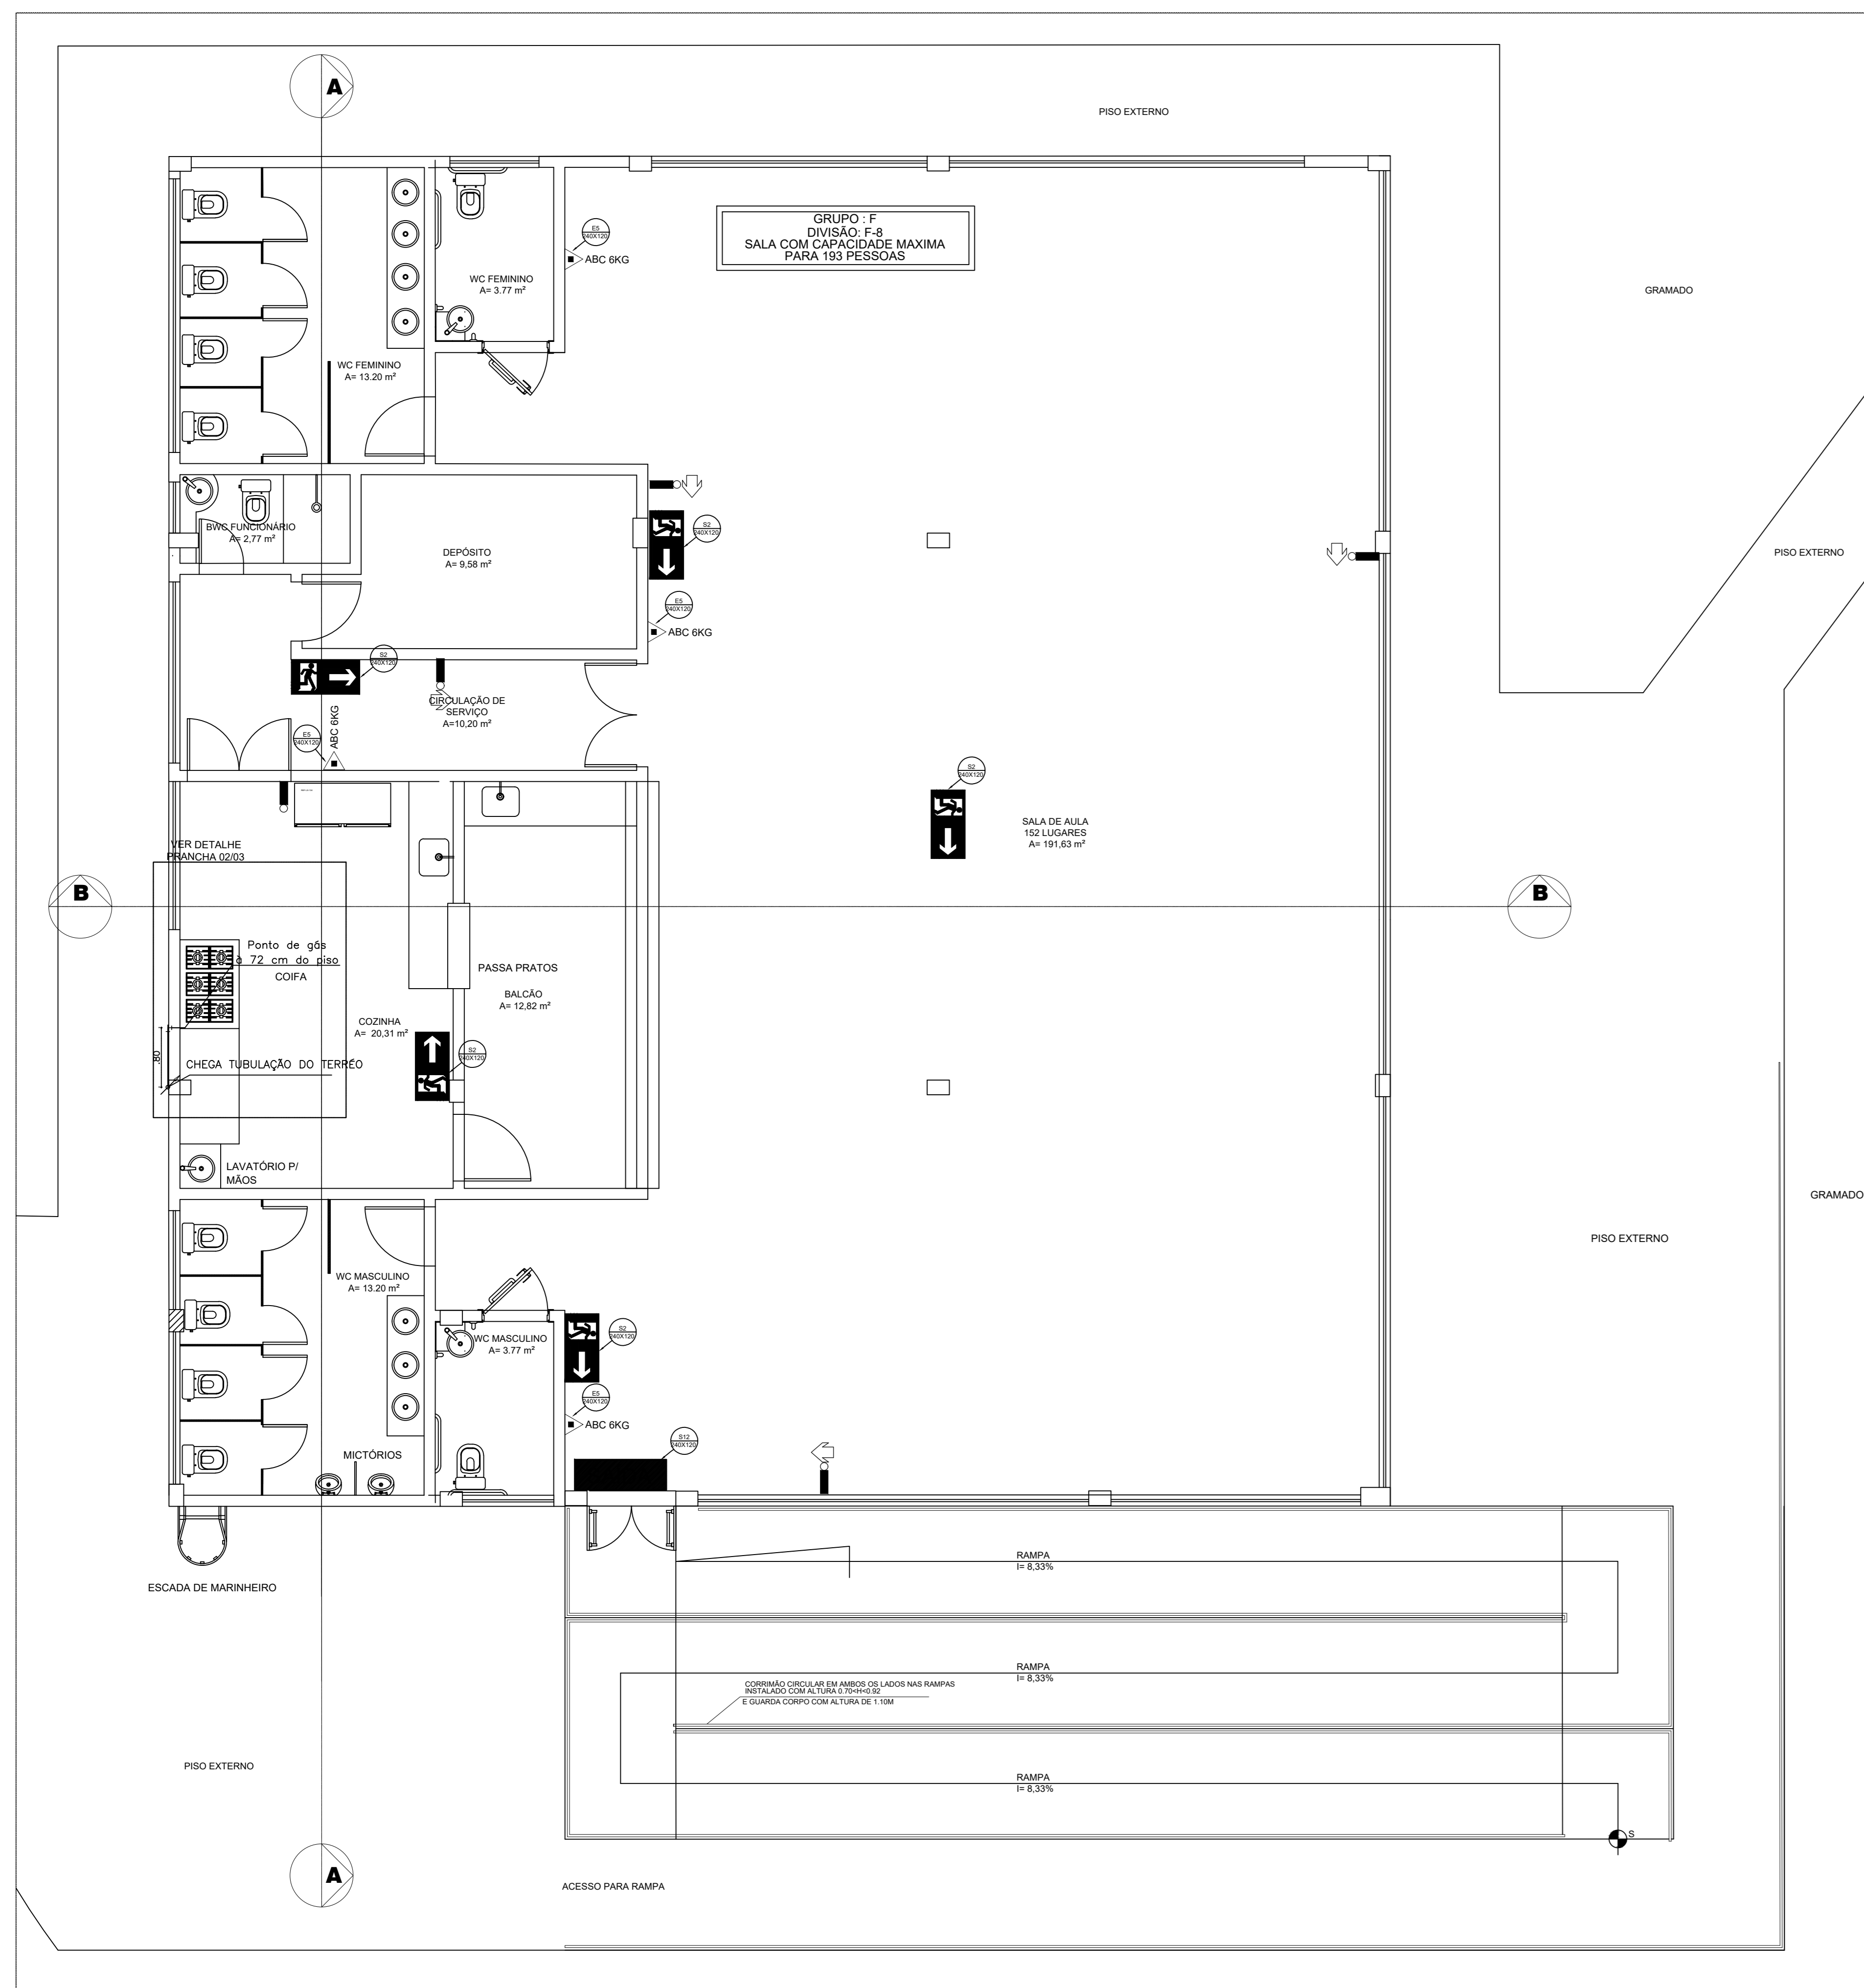 A
PISO EXTERNO
GRUPO : F
DIVISÃO: F-8
SALA COM CAPACIDADE MAXIMA
PARA 193 PESSOAS
E5
240X120
ABC 6KG
WC FEMININO
A= 3.77 m²
GRAMADO
WC FEMININO
A= 13.20 m²
BWC FUNCIONÁRIO
A= 2,77 m²
DEPÓSITO
A= 9,58 m²
S2
240X120
PISO EXTERNO
E5
240X120
ABC 6KG
S2
240X120
CIRCULAÇÃO DE
SERVIÇO
A=10,20 m²
E5
240X120
ABC 6KG
S2
240X120
SALA DE AULA
152 LUGARES
A= 191,63 m²
VER DETALHE
PRANCHA 02/03
B
B
Ponto de gás
à 72 cm do piso
COIFA
PASSA PRATOS
BALCÃO
A= 12,82 m²
COZINHA
A= 20,31 m²
S2
240X120
.80
CHEGA TUBULAÇÃO DO TERRÉO
LAVATÓRIO P/
MÃOS
GRAMADO
PISO EXTERNO
WC MASCULINO
A= 13.20 m²
WC MASCULINO
A= 3.77 m²
S2
240X120
E5
240X120
ABC 6KG
S12
240X120
MICTÓRIOS
ESCADA DE MARINHEIRO
RAMPA
I= 8,33%
RAMPA
I= 8,33%
CORRIMÃO CIRCULAR EM AMBOS OS LADOS NAS RAMPAS
INSTALADO COM ALTURA 0.70<H<0.92
E GUARDA CORPO COM ALTURA DE 1.10M
PISO EXTERNO
RAMPA
I= 8,33%
S
A
ACESSO PARA RAMPA